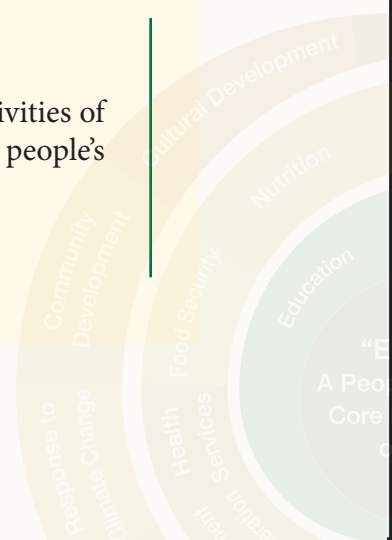 ivities of
people's
Cultural Development
Nutrition
Education
Community
Development
Food Security
Health
Services
Response to
Climate Change
"E
A Peop
Core